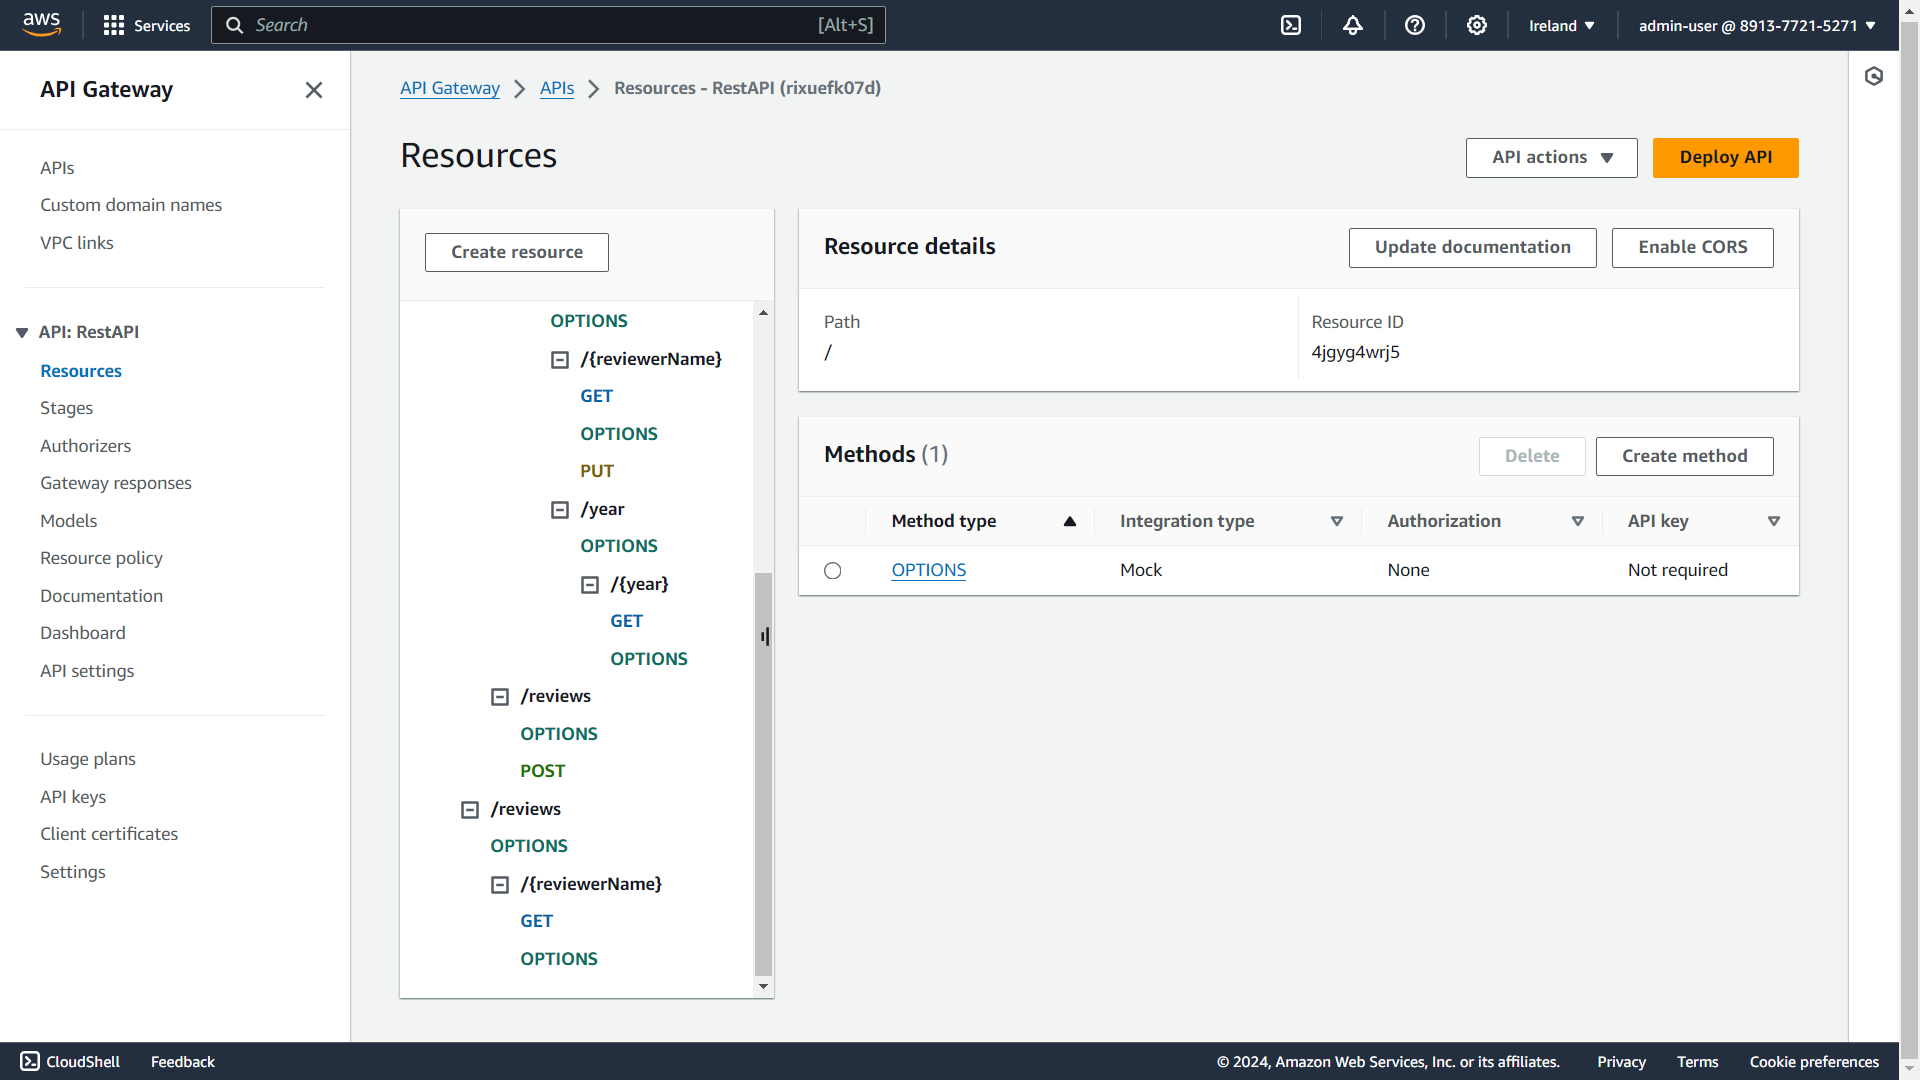 aws
Services
Search
[Alt+S]
Ireland
admin-user @ 8913-7721-5271
API Gateway
APIs
Custom domain names
VPC links
API: RestAPI
Resources
Stages
Authorizers
Gateway responses
Models
Resource policy
Documentation
Dashboard
API settings
Usage plans
API keys
Client certificates
Settings
API Gateway
APIs
Resources - RestAPI (rixuefk07d)
Resources
API actions
Deploy API
Create resource
OPTIONS
/{reviewerName}
GET
OPTIONS
PUT
/year
OPTIONS
/{year}
GET
OPTIONS
/reviews
OPTIONS
POST
/reviews
OPTIONS
/{reviewerName}
GET
OPTIONS
Resource details
Update documentation
Enable CORS
Path
/
Resource ID
4jgyg4wrj5
Methods (1)
Delete
Create method
Method type
Integration type
Authorization
API key
OPTIONS
Mock
None
Not required
CloudShell
Feedback
© 2024, Amazon Web Services, Inc. or its affiliates.
Privacy
Terms
Cookie preferences